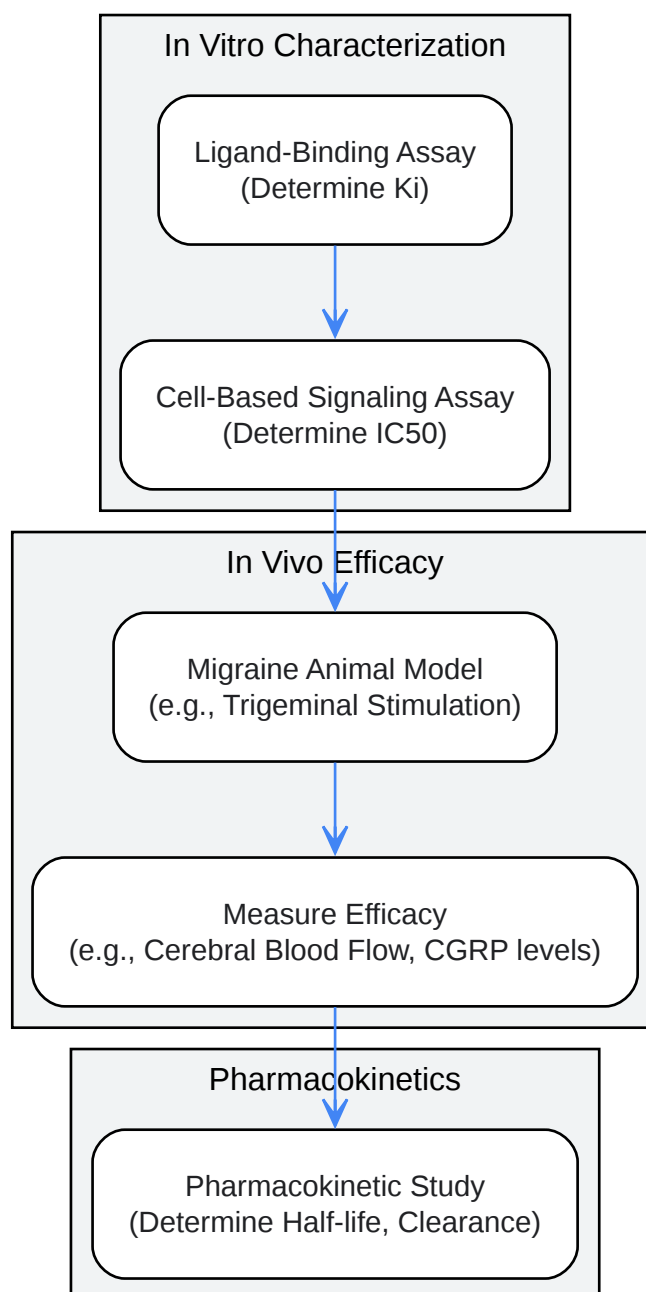 In Vitro Characterization
Ligand-Binding Assay
(Determine Ki)
Cell-Based Signaling Assay
(Determine IC50)
In Vivo Efficacy
Migraine Animal Model
(e.g., Trigeminal Stimulation)
Measure Efficacy
(e.g., Cerebral Blood Flow, CGRP levels)
Pharmacokinetics
Pharmacokinetic Study
(Determine Half-life, Clearance)